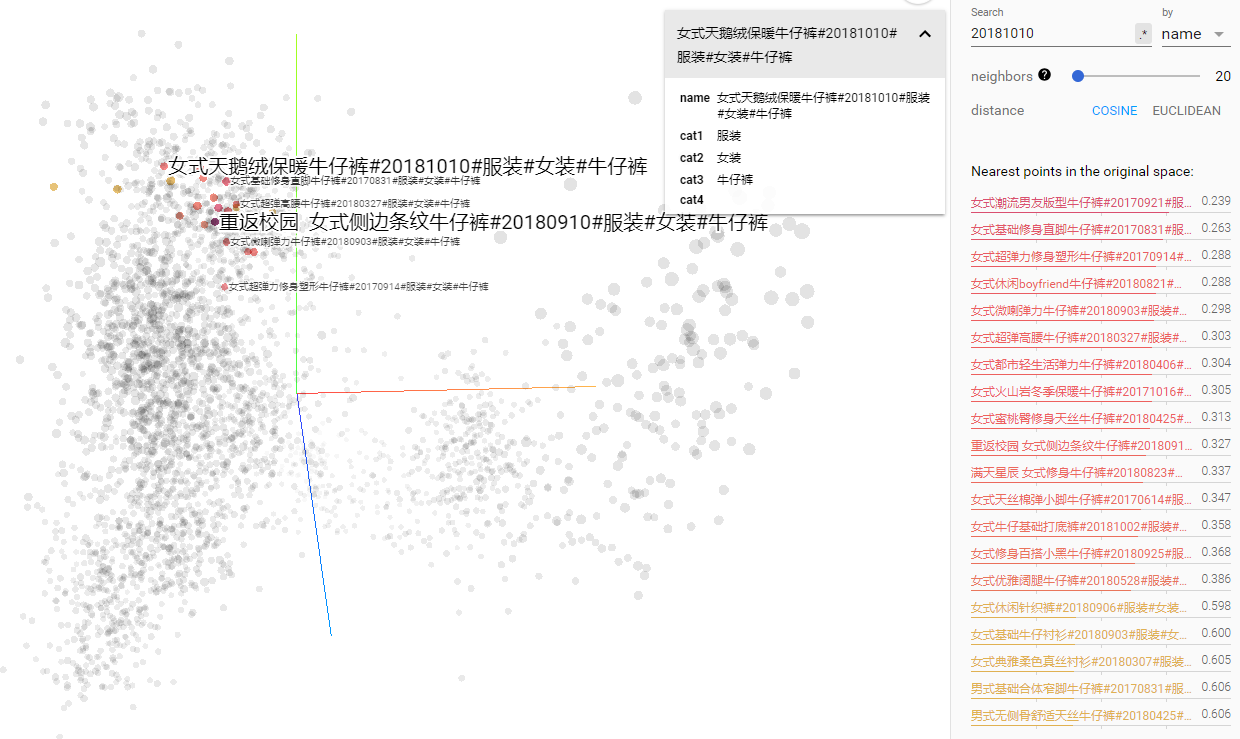 女式天鹅绒保暖牛仔裤#20181010#
服装#女装#牛仔裤
name 女式天鹅绒保暖牛仔裤#20181010#服装
#女装#牛仔裤
cat1 服装
cat2 女装
cat3 牛仔裤
cat4
女式天鹅绒保暖牛仔裤#20181010#服装#女装#牛仔裤
女式基础修身直脚牛仔裤#20170831#服装#女装#牛仔裤
女式超弹高腰牛仔裤#20180327#服装#女装#牛仔裤
重返校园 女式侧边条纹牛仔裤#20180910#服装#女装#牛仔裤
女式微喇弹力牛仔裤#20180903#服装#女装#牛仔裤
女式超弹力修身塑形牛仔裤#20170914#服装#女装#牛仔裤
Search by
20181010 .* name
neighbors ? 20
distance COSINE EUCLIDEAN
Nearest points in the original space:
女式潮流男友版型牛仔裤#20170921#服... 0.239
女式基础修身直脚牛仔裤#20170831#服... 0.263
女式超弹力修身塑形牛仔裤#20170914#... 0.288
女式休闲boyfriend牛仔裤#20180821#... 0.288
女式微喇弹力牛仔裤#20180903#服装#... 0.298
女式超弹高腰牛仔裤#20180327#服装#... 0.303
女式都市轻生活弹力牛仔裤#20180406#... 0.304
女式火山岩冬季保暖牛仔裤#20171016#... 0.305
女式蜜桃臀修身天丝牛仔裤#20180425#... 0.313
重返校园 女式侧边条纹牛仔裤#2018091... 0.327
满天星辰 女式修身牛仔裤#20180823#... 0.337
女式天丝棉弹小脚牛仔裤#20170614#服... 0.347
女式牛仔基础打底裤#20181002#服装#... 0.358
女式修身百搭小黑牛仔裤#20180925#服... 0.368
女式优雅阔腿牛仔裤#20180528#服装#... 0.386
女式休闲针织裤#20180906#服装#女装... 0.598
女式基础牛仔衬衫#20180903#服装#女... 0.600
女式典雅柔色真丝衬衫#20180307#服装... 0.605
男式基础合体窄脚牛仔裤#20170831#服... 0.606
男式无侧骨舒适天丝牛仔裤#20180425#... 0.606